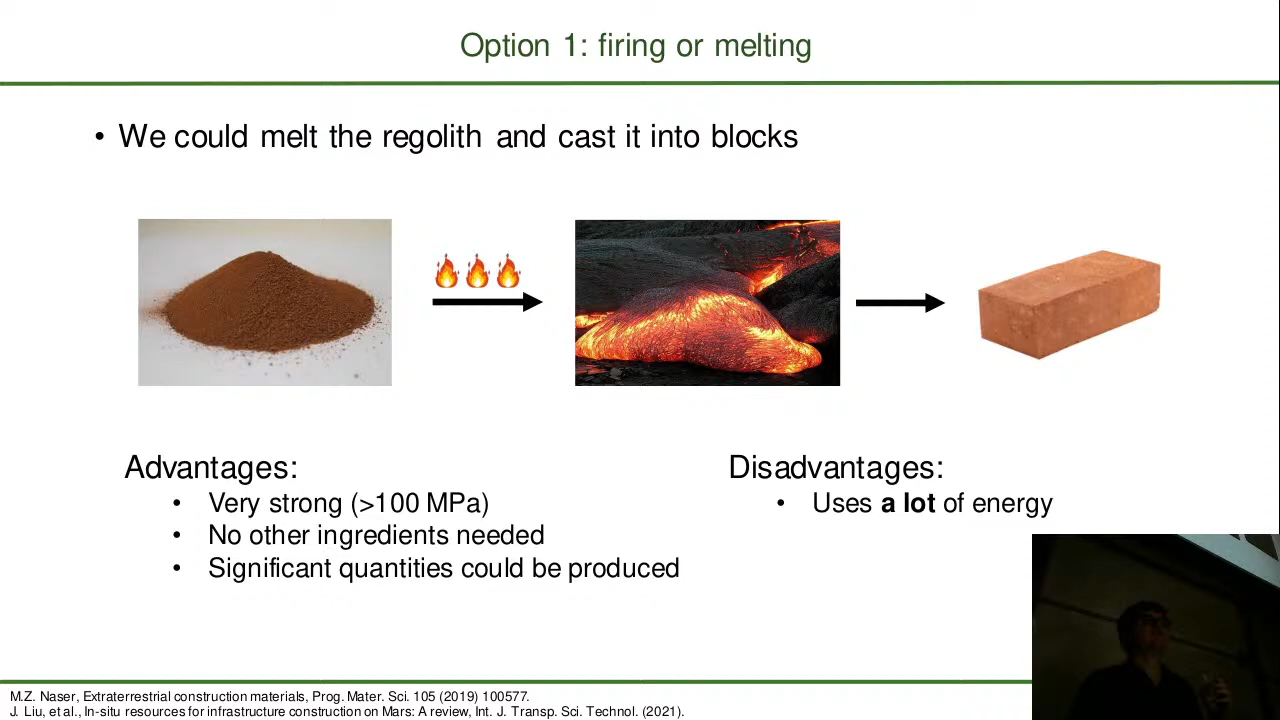 Option 1: firing or melting
• We could melt the regolith and cast it into blocks
Advantages:
• Very strong (>100 MPa)
• No other ingredients needed
• Significant quantities could be produced
Disadvantages:
• Uses a lot of energy
M.Z. Naser, Extraterrestrial construction materials, Prog. Mater. Sci. 105 (2019) 100577.
J. Liu, et al., In-situ resources for infrastructure construction on Mars: A review, Int. J. Transp. Sci. Technol. (2021).